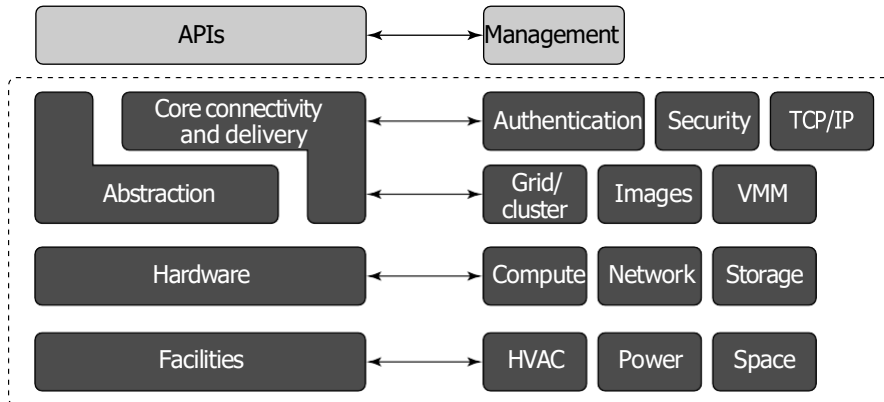 APIs
Management
Core connectivity
and delivery
Authentication
Security
TCP/IP
Abstraction
Grid/
cluster
Images
VMM
Hardware
Compute
Network
Storage
Facilities
HVAC
Power
Space